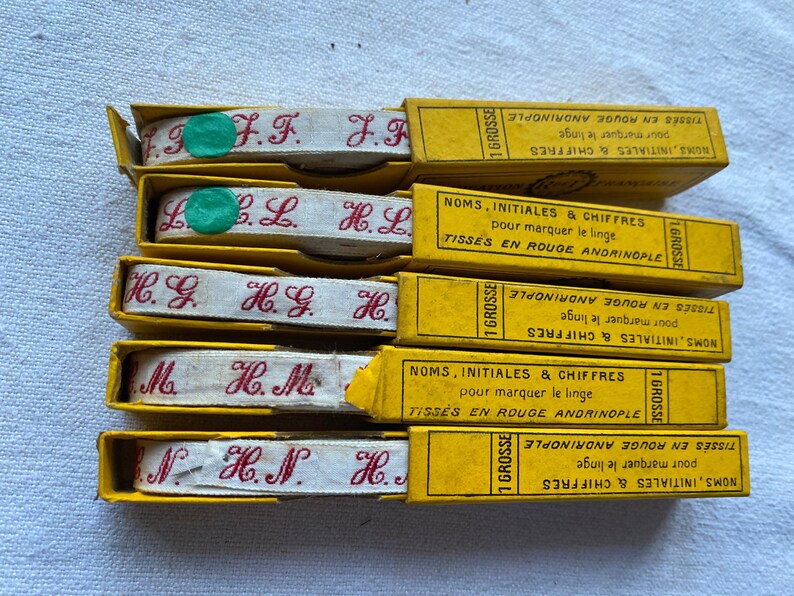 J. F. J. F. J. F.
1 GROSSE
NOMS, INITIALES & CHIFFRES
pour marquer le linge
TISSÉS EN ROUGE ANDRINOPLE
FRANÇAISE
L. H. L. H. L.
NOMS, INITIALES & CHIFFRES
pour marquer le linge
TISSÉS EN ROUGE ANDRINOPLE
1 GROSSE
H. G. H. G. H.
1 GROSSE
NOMS, INITIALES & CHIFFRES
pour marquer le linge
TISSÉS EN ROUGE ANDRINOPLE
M. H. M.
NOMS, INITIALES & CHIFFRES
pour marquer le linge
TISSÉS EN ROUGE ANDRINOPLE
1 GROSSE
N. H. N. H.
1 GROSSE
NOMS, INITIALES & CHIFFRES
pour marquer le linge
TISSÉS EN ROUGE ANDRINOPLE